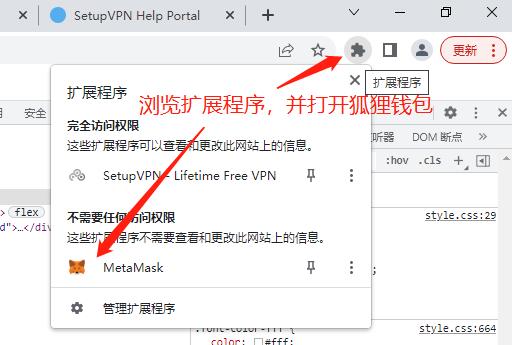 SetupVPN Help Portal
更新
扩展程序
扩展程序
浏览扩展程序，并打开狐狸钱包
安全
完全访问权限
这些扩展程序可以查看和更改此网站上的信息。
听器
DOM 断点
SetupVPN - Lifetime Free VPN
:hov
.cls
flex
d">…</div
不需要任何访问权限
这些扩展程序不需要查看和更改此网站上的信息。
style.css:29
MetaMask
管理扩展程序
.font-color-fff {
style.css:664
color:
#fff;